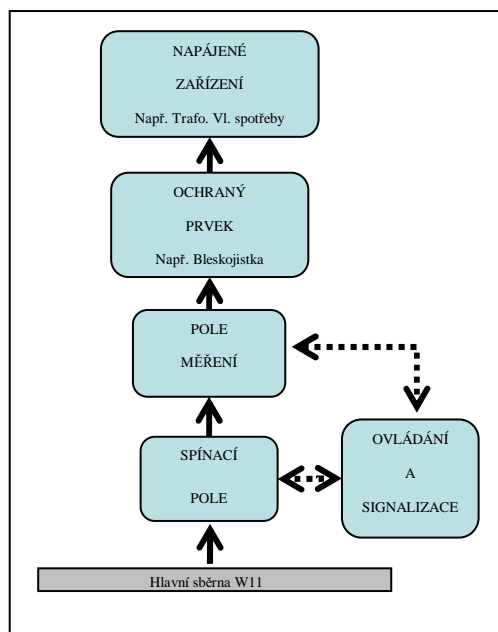 NAPÁJENÉ
ZAŘÍZENÍ
Např. Trafo. Vl. spotřeby
OCHRANÝ
PRVEK
Např. Bleskojistka
POLE
MĚŘENÍ
SPÍNACÍ
POLE
OVLÁDÁNÍ
A
SIGNALIZACE
Hlavní sběrna W11